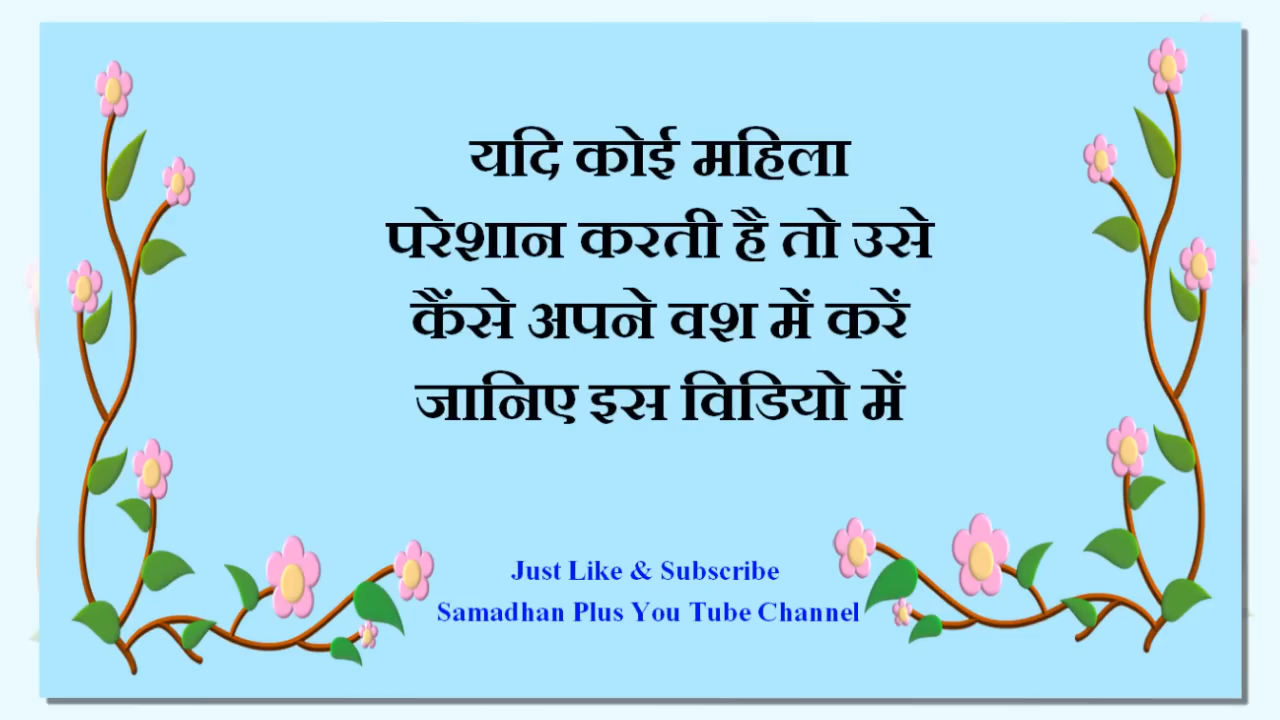 यदि कोई महिला
परेशान करती है तो उसे
कैंसे अपने वश में करें
जानिए इस विडियो में
Just Like & Subscribe
Samadhan Plus You Tube Channel